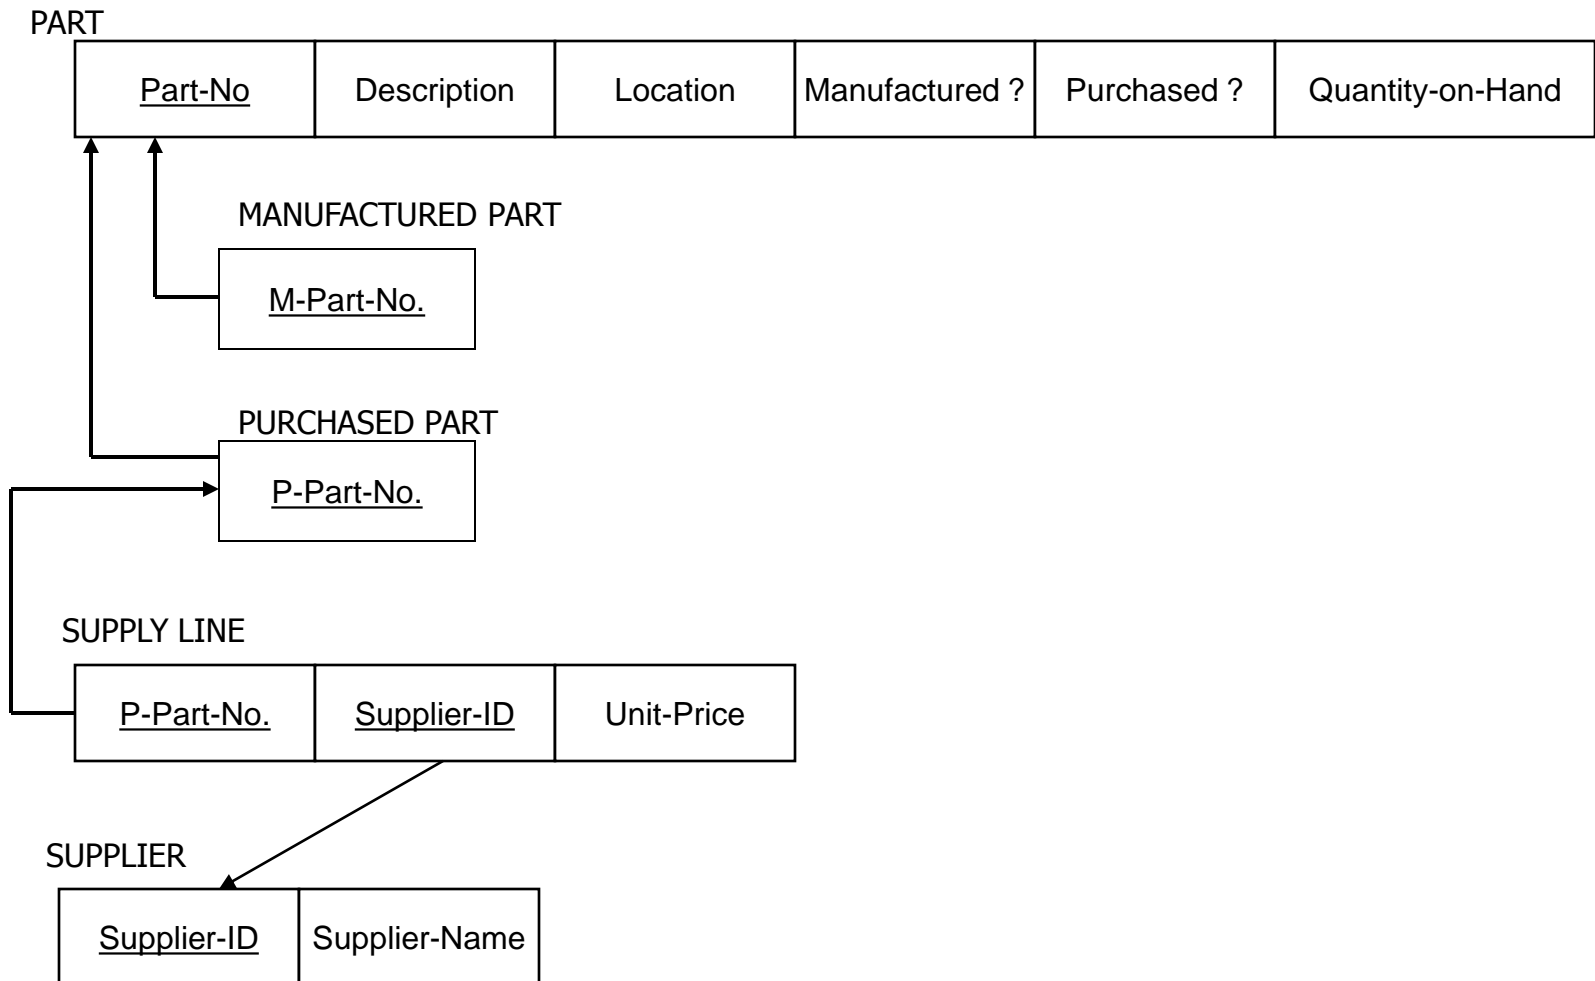 PART
Part-No Description Location Manufactured ? Purchased ? Quantity-on-Hand
MANUFACTURED PART
M-Part-No.
PURCHASED PART
P-Part-No.
SUPPLY LINE
P-Part-No. Supplier-ID Unit-Price
SUPPLIER
Supplier-ID Supplier-Name